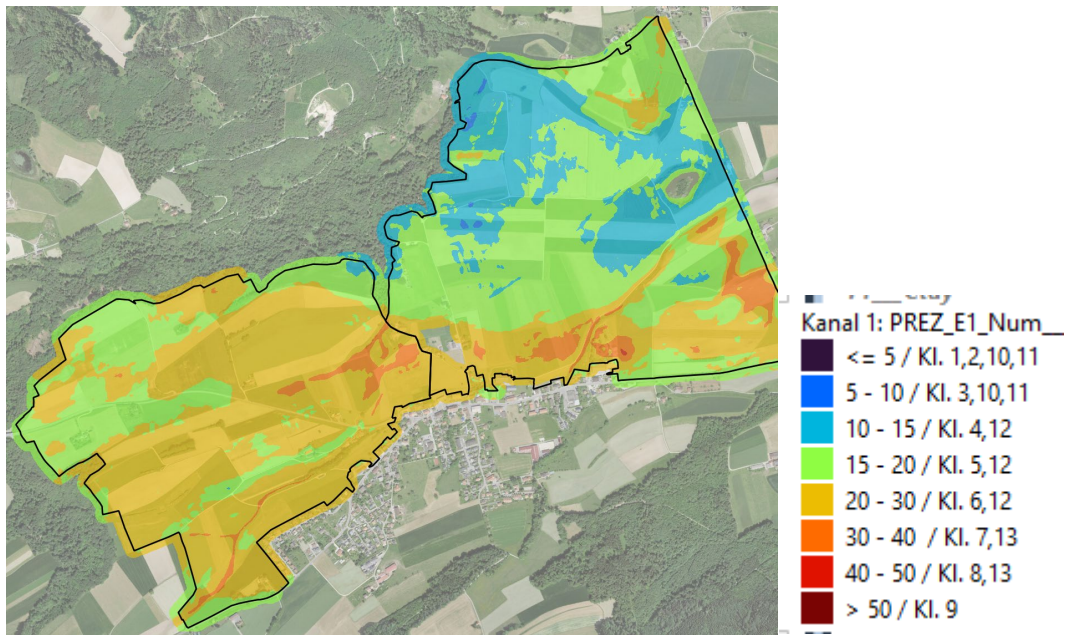 Kanal 1: PREZ_E1_Num__
<= 5 / Kl. 1,2,10,11
5 - 10 / Kl. 3,10,11
10 - 15 / Kl. 4,12
15 - 20 / Kl. 5,12
20 - 30 / Kl. 6,12
30 - 40 / Kl. 7,13
40 - 50 / Kl. 8,13
> 50 / Kl. 9